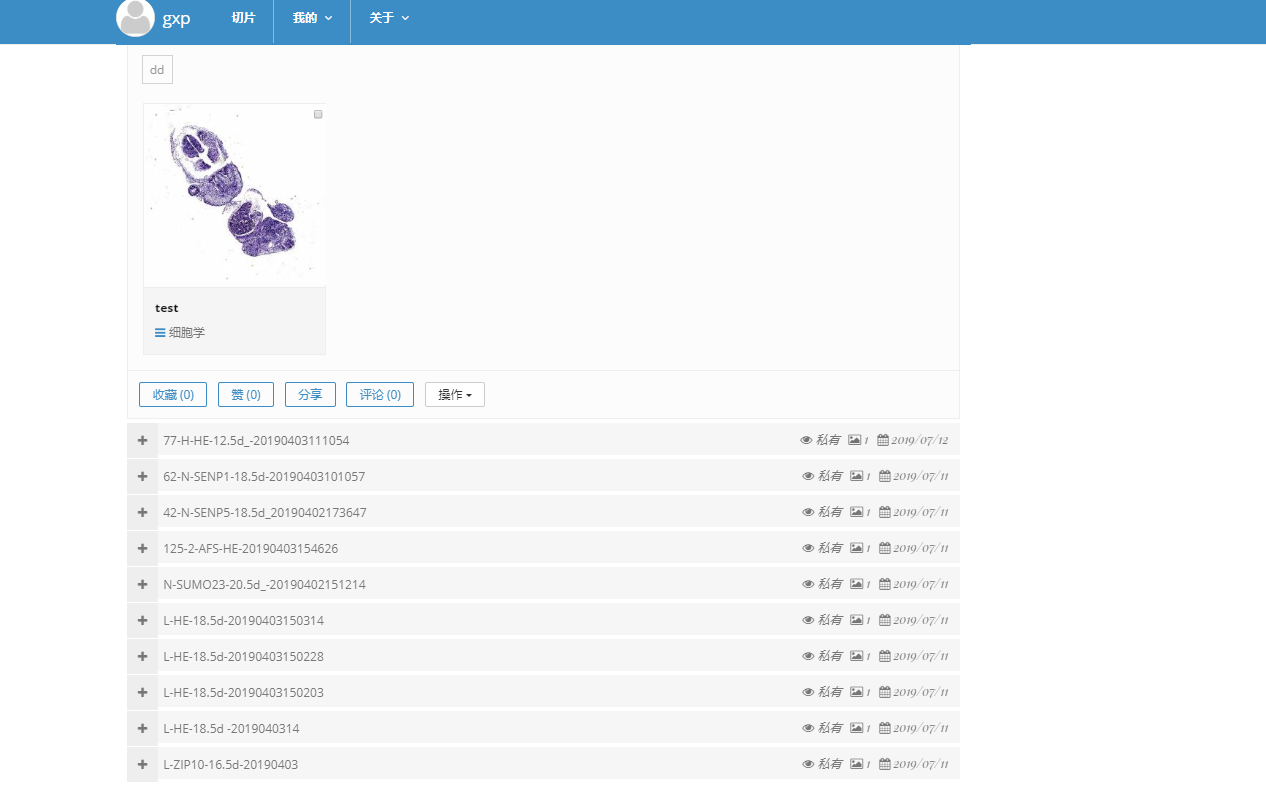 gxp 切片 我的 关于
dd
test
细胞学
收藏 (0) 赞 (0) 分享 评论 (0) 操作
77-H-HE-12.5d_-20190403111054 私有 1 2019/07/12
62-N-SENP1-18.5d-20190403101057 私有 1 2019/07/11
42-N-SENP5-18.5d_20190402173647 私有 1 2019/07/11
125-2-AFS-HE-20190403154626 私有 1 2019/07/11
N-SUMO23-20.5d_-20190402151214 私有 1 2019/07/11
L-HE-18.5d-20190403150314 私有 1 2019/07/11
L-HE-18.5d-20190403150228 私有 1 2019/07/11
L-HE-18.5d-20190403150203 私有 1 2019/07/11
L-HE-18.5d -2019040314 私有 1 2019/07/11
L-ZIP10-16.5d-20190403 私有 1 2019/07/11